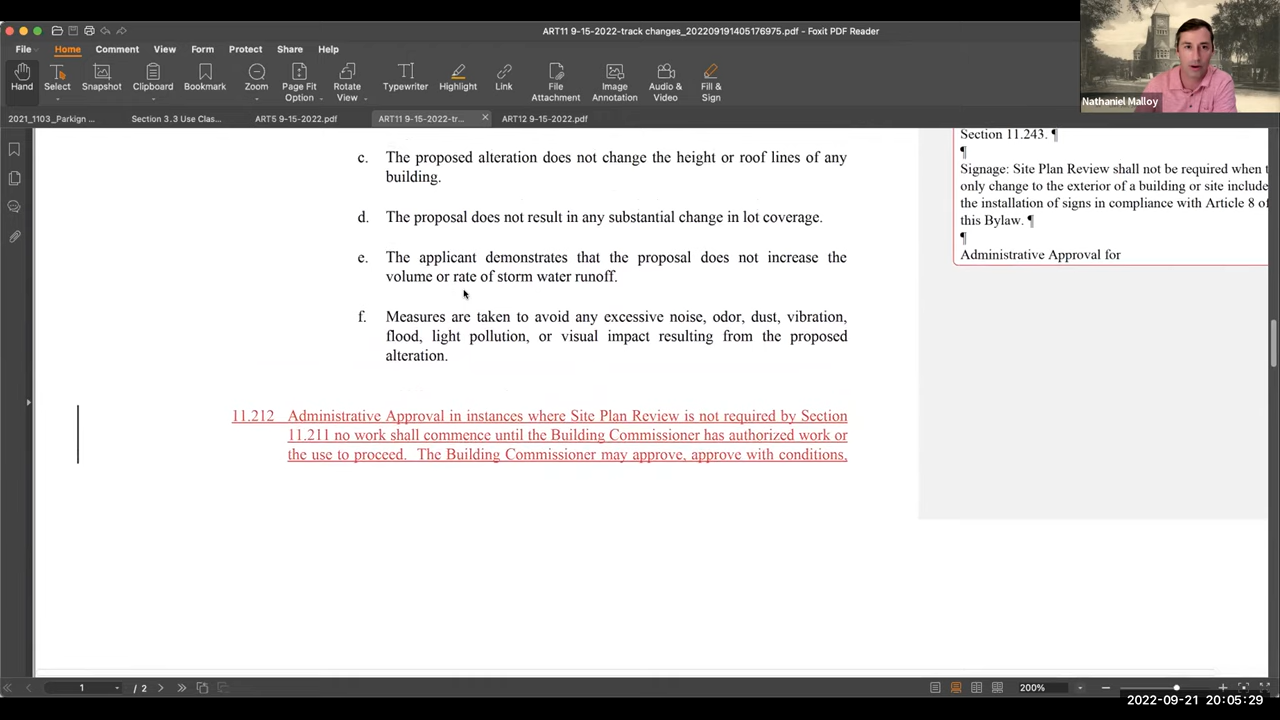 ART11 9-15-2022-track changes_202209191405176975.pdf - Foxit PDF Reader
File Home Comment View Form Protect Share Help
Hand Select Snapshot Clipboard Bookmark Zoom Page Fit Option Rotate View Typewriter Highlight Link File Attachment Image Annotation Audio & Video Fill & Sign
Nathaniel Malloy
2021_1103_Parkign ... Section 3.3 Use Clas... ART5 9-15-2022.pdf ART11 9-15-2022-tr... ART12 9-15-2022.pdf
c. The proposed alteration does not change the height or roof lines of any
building.
d. The proposal does not result in any substantial change in lot coverage.
e. The applicant demonstrates that the proposal does not increase the
volume or rate of storm water runoff.
f. Measures are taken to avoid any excessive noise, odor, dust, vibration,
flood, light pollution, or visual impact resulting from the proposed
alteration.
11.212 Administrative Approval in instances where Site Plan Review is not required by Section
11.211 no work shall commence until the Building Commissioner has authorized work or
the use to proceed. The Building Commissioner may approve, approve with conditions,
Section 11.243. ¶
¶
Signage: Site Plan Review shall not be required when t
only change to the exterior of a building or site include
the installation of signs in compliance with Article 8 of
this Bylaw. ¶
¶
Administrative Approval for
1 / 2
200%
2022-09-21 20:05:29